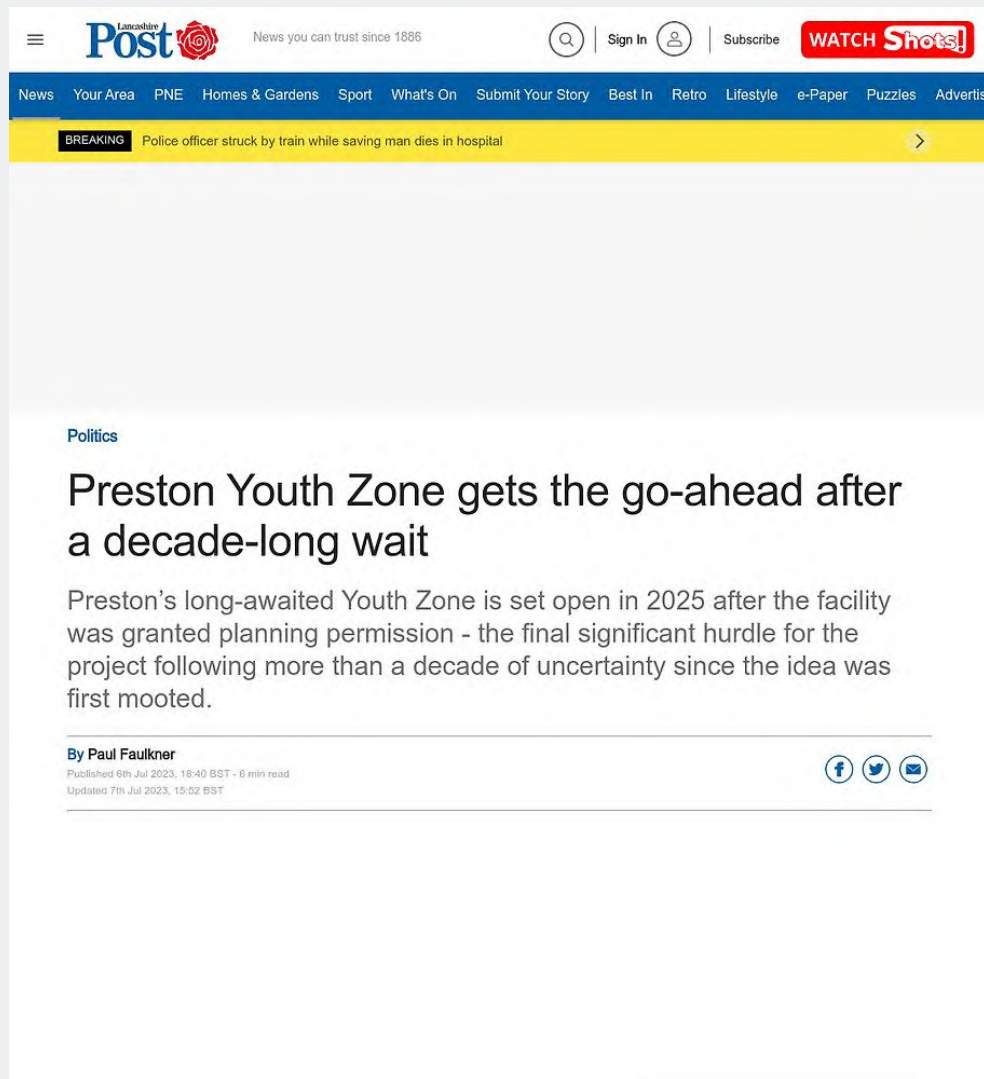 Lancashire
Post
News you can trust since 1886
Sign In
Subscribe
WATCH Shots!
News Your Area PNE Homes & Gardens Sport What's On Submit Your Story Best In Retro Lifestyle e-Paper Puzzles Advertis
BREAKING Police officer struck by train while saving man dies in hospital
Politics
Preston Youth Zone gets the go-ahead after
a decade-long wait
Preston’s long-awaited Youth Zone is set open in 2025 after the facility
was granted planning permission - the final significant hurdle for the
project following more than a decade of uncertainty since the idea was
first mooted.
By Paul Faulkner
Published 6th Jul 2023, 18:40 BST - 6 min read
Updated 7th Jul 2023, 15:52 BST